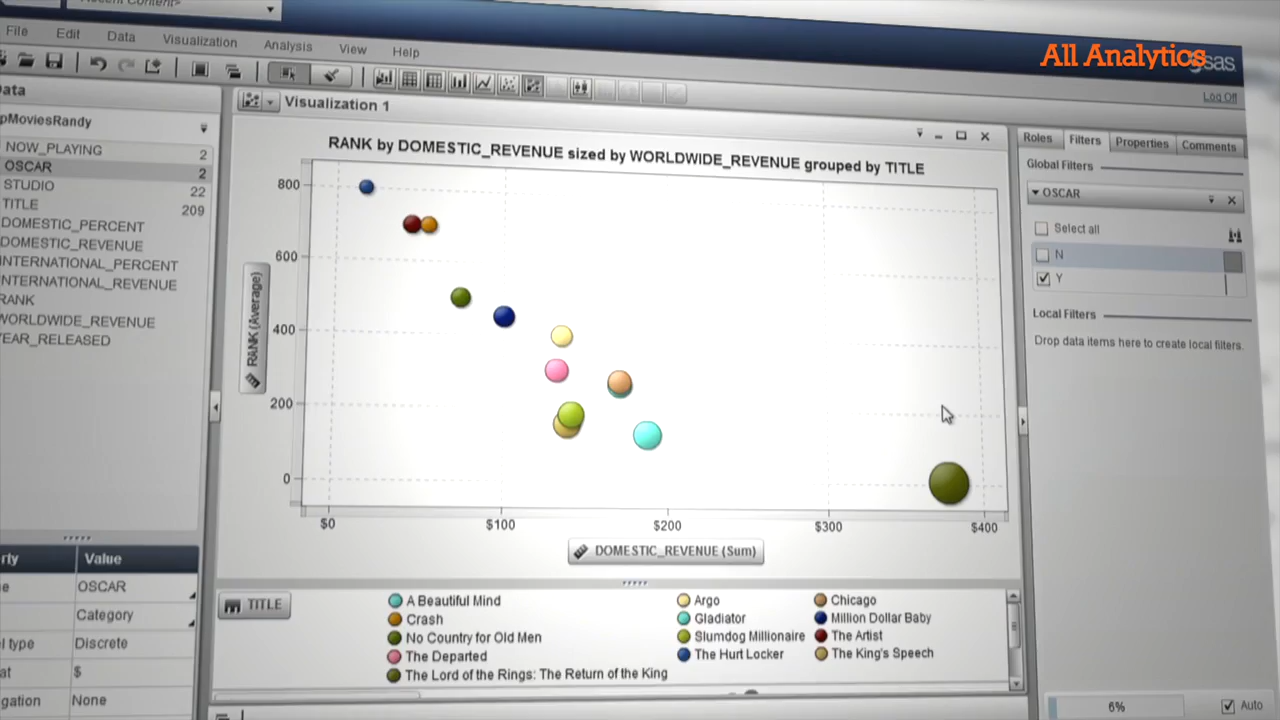 All Analytics
sas
File Edit Data Visualization Analysis View Help
Log Off
Visualization 1
Roles Filters Properties Comments
pMoviesRandy
NOW_PLAYING 2
OSCAR 2
STUDIO 22
TITLE 209
DOMESTIC_PERCENT
DOMESTIC_REVENUE
INTERNATIONAL_PERCENT
INTERNATIONAL_REVENUE
RANK
WORLDWIDE_REVENUE
YEAR_RELEASED
RANK by DOMESTIC_REVENUE sized by WORLDWIDE_REVENUE grouped by TITLE
800
600
400
200
0
RANK (Average)
$0 $100 $200 $300 $400
DOMESTIC_REVENUE (Sum)
Global Filters
OSCAR
Select all
N
Y
Local Filters
Drop data items here to create local filters.
rty Value
e OSCAR
Category
l type Discrete
at $
gation None
TITLE
A Beautiful Mind Argo Chicago
Crash Gladiator Million Dollar Baby
No Country for Old Men Slumdog Millionaire The Artist
The Departed The Hurt Locker The King's Speech
The Lord of the Rings: The Return of the King
6% Auto